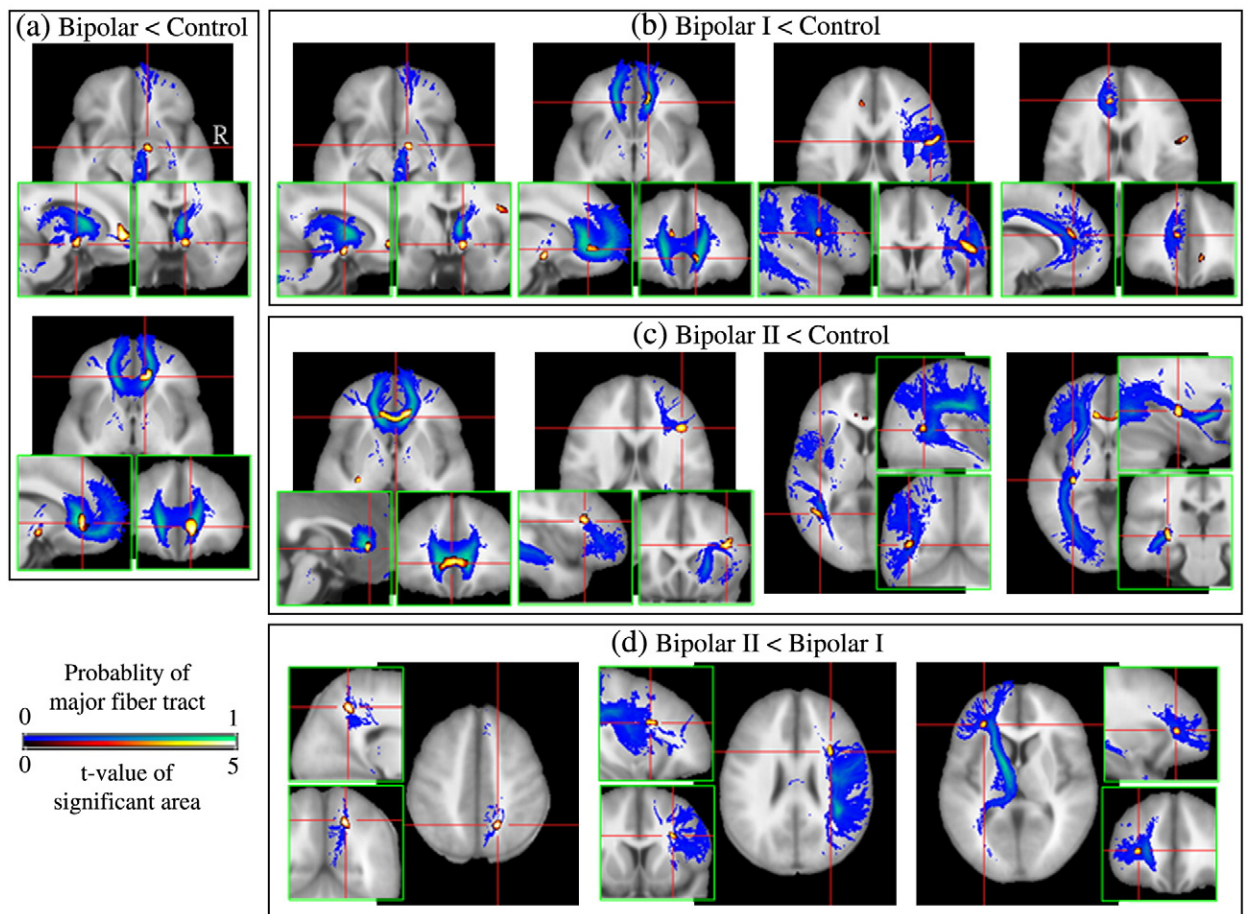 (a) Bipolar < Control
(b) Bipolar I < Control
R
(c) Bipolar II < Control
(d) Bipolar II < Bipolar I
Probablity of
major fiber tract
0 1
0 5
t-value of
significant area